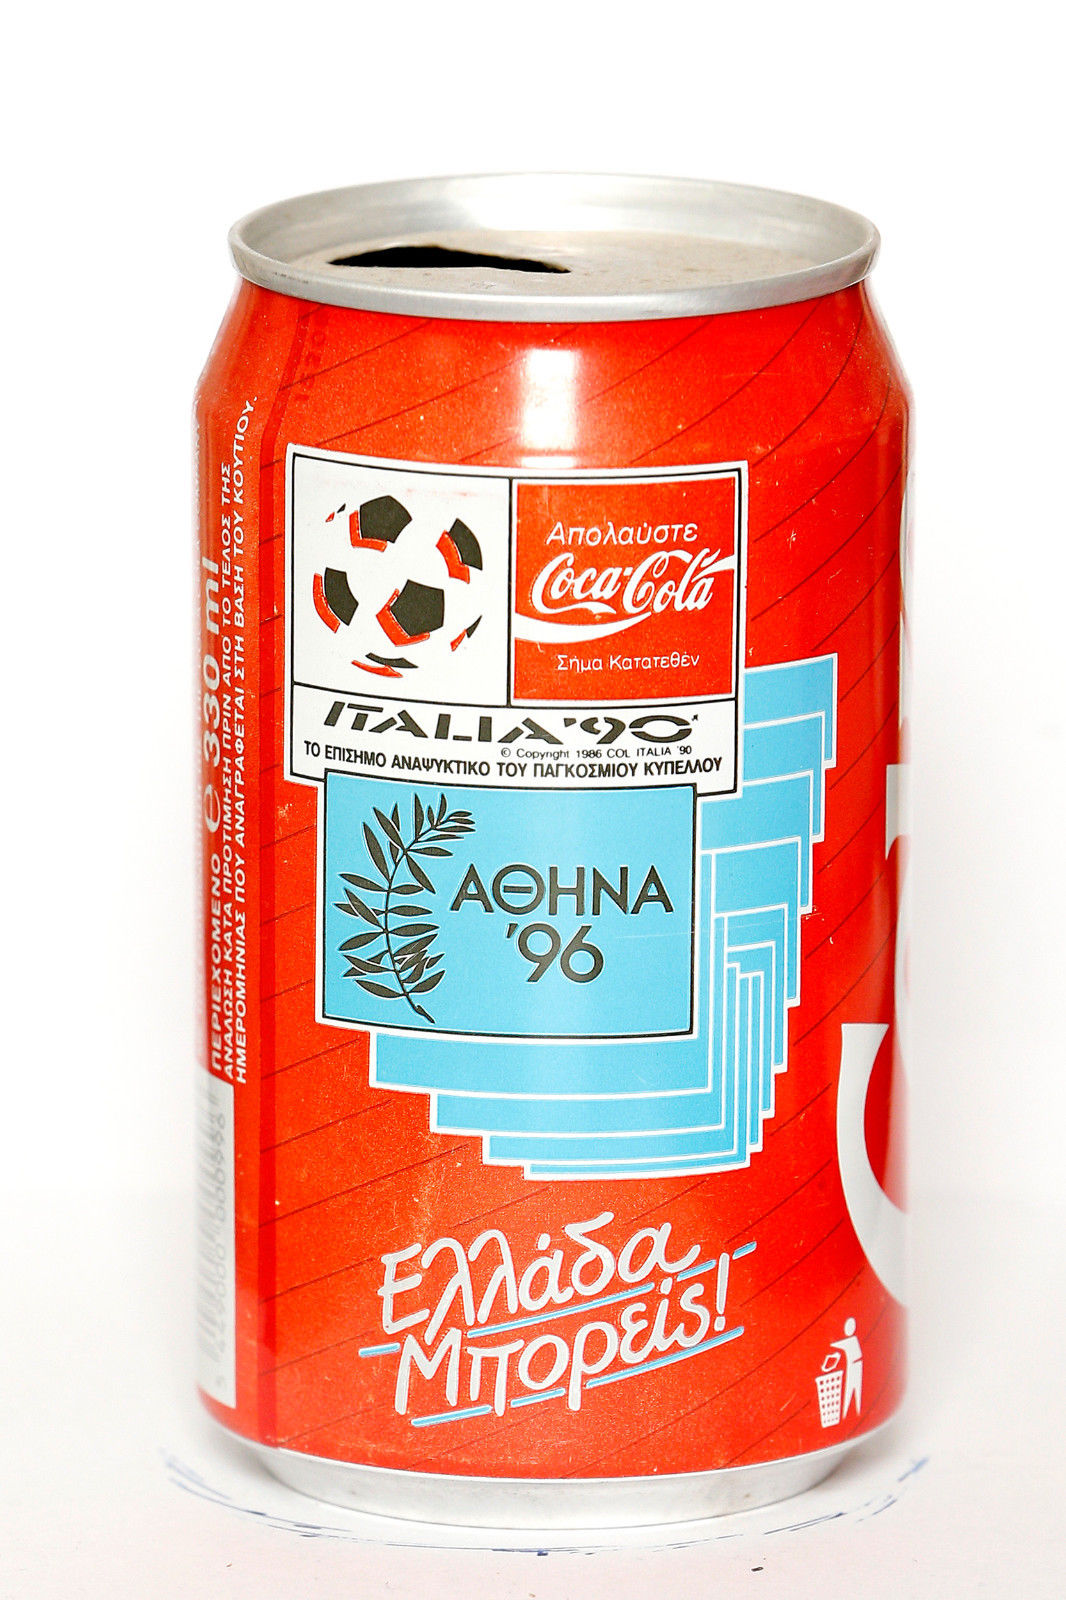 Απολαύστε
Coca-Cola
Σήμα Κατατεθέν
ITALIA '90
© Copyright 1986 COL ITALIA '90
ΤΟ ΕΠΙΣΗΜΟ ΑΝΑΨΥΚΤΙΚΟ ΤΟΥ ΠΑΓΚΟΣΜΙΟΥ ΚΥΠΕΛΛΟΥ
ΑΘΗΝΑ
'96
Ελλάδα
Μπορείς!
ΠΕΡΙΕΧΟΜΕΝΟ e 330 ml
ΑΝΑΛΩΣΗ ΚΑΤΑ ΠΡΟΤΙΜΗΣΗ ΠΡΙΝ ΑΠΟ ΤΟ ΤΕΛΟΣ ΤΗΣ
ΗΜΕΡΟΜΗΝΙΑΣ ΠΟΥ ΑΝΑΓΡΑΦΕΤΑΙ ΣΤΗ ΒΑΣΗ ΤΟΥ ΚΟΥΤΙΟΥ.